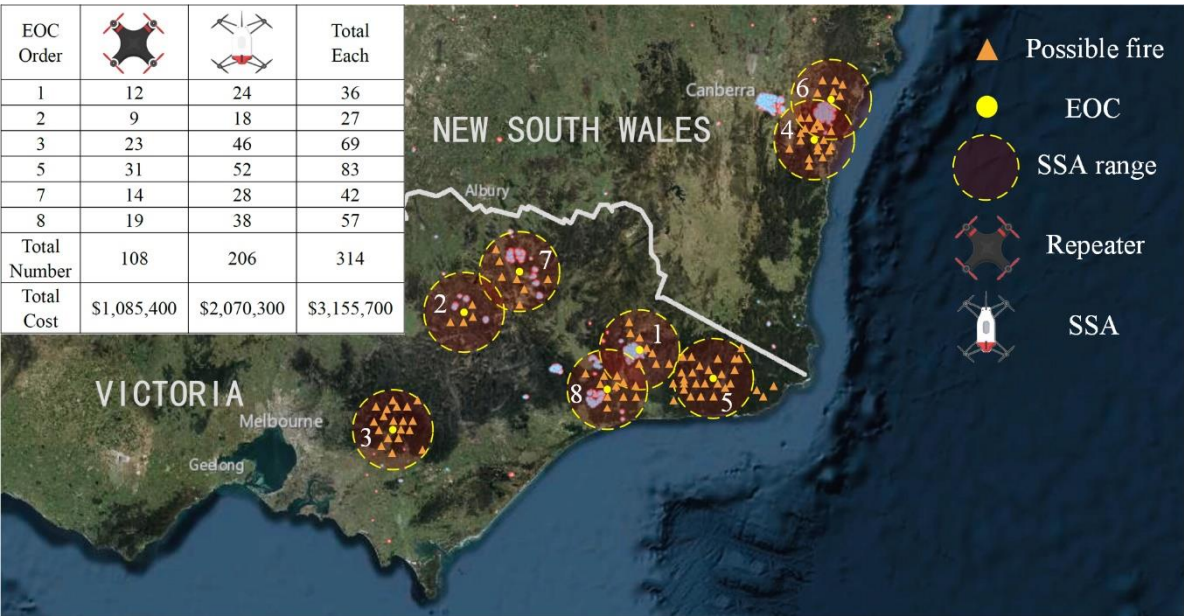 EOC Order Total Each
1 12 24 36
2 9 18 27
3 23 46 69
5 31 52 83
7 14 28 42
8 19 38 57
Total Number 108 206 314
Total Cost $1,085,400 $2,070,300 $3,155,700
Possible fire
EOC
SSA range
Repeater
SSA
Canberra
6
4
NEW SOUTH WALES
Albury
7
2
1
8
5
VICTORIA
Melbourne
3
Geelong